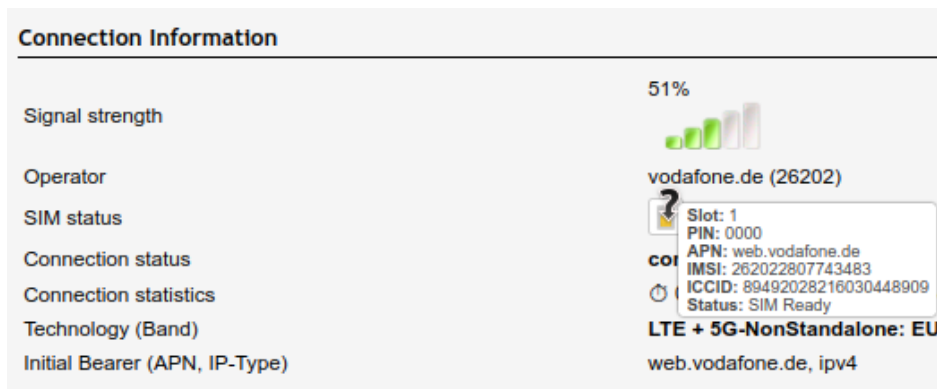 Connection Information
Signal strength
51%
Operator vodafone.de (26202)
SIM status
Slot: 1
PIN: 0000
APN: web.vodafone.de
IMSI: 262022807743483
ICCID: 89492028216030448909
Status: SIM Ready
Connection status
Connection statistics
Technology (Band) LTE + 5G-NonStandalone: EU
Initial Bearer (APN, IP-Type) web.vodafone.de, ipv4